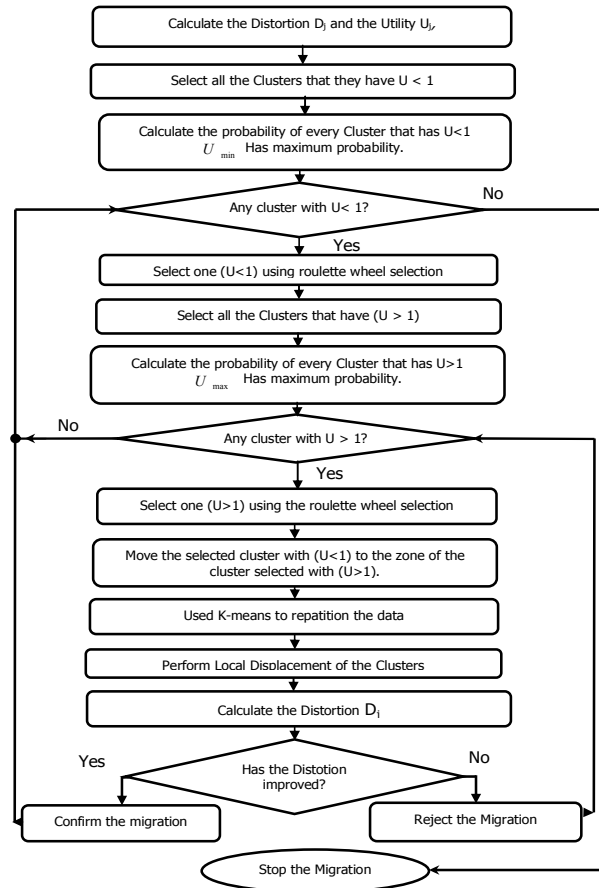 Calculate the Distortion Dj and the Utility Uj,
Select all the Clusters that they have U < 1
Calculate the probability of every Cluster that has U<1
U min Has maximum probability.
Any cluster with U< 1?
No
Yes
Select one (U<1) using roulette wheel selection
Select all the Clusters that have (U > 1)
Calculate the probability of every Cluster that has U>1
U max Has maximum probability.
No
Any cluster with U > 1?
Yes
Select one (U>1) using the roulette wheel selection
Move the selected cluster with (U<1) to the zone of the
cluster selected with (U>1).
Used K-means to repatition the data
Perform Local Displacement of the Clusters
Calculate the Distortion Di
Yes
Has the Distotion
improved?
No
Confirm the migration
Reject the Migration
Stop the Migration